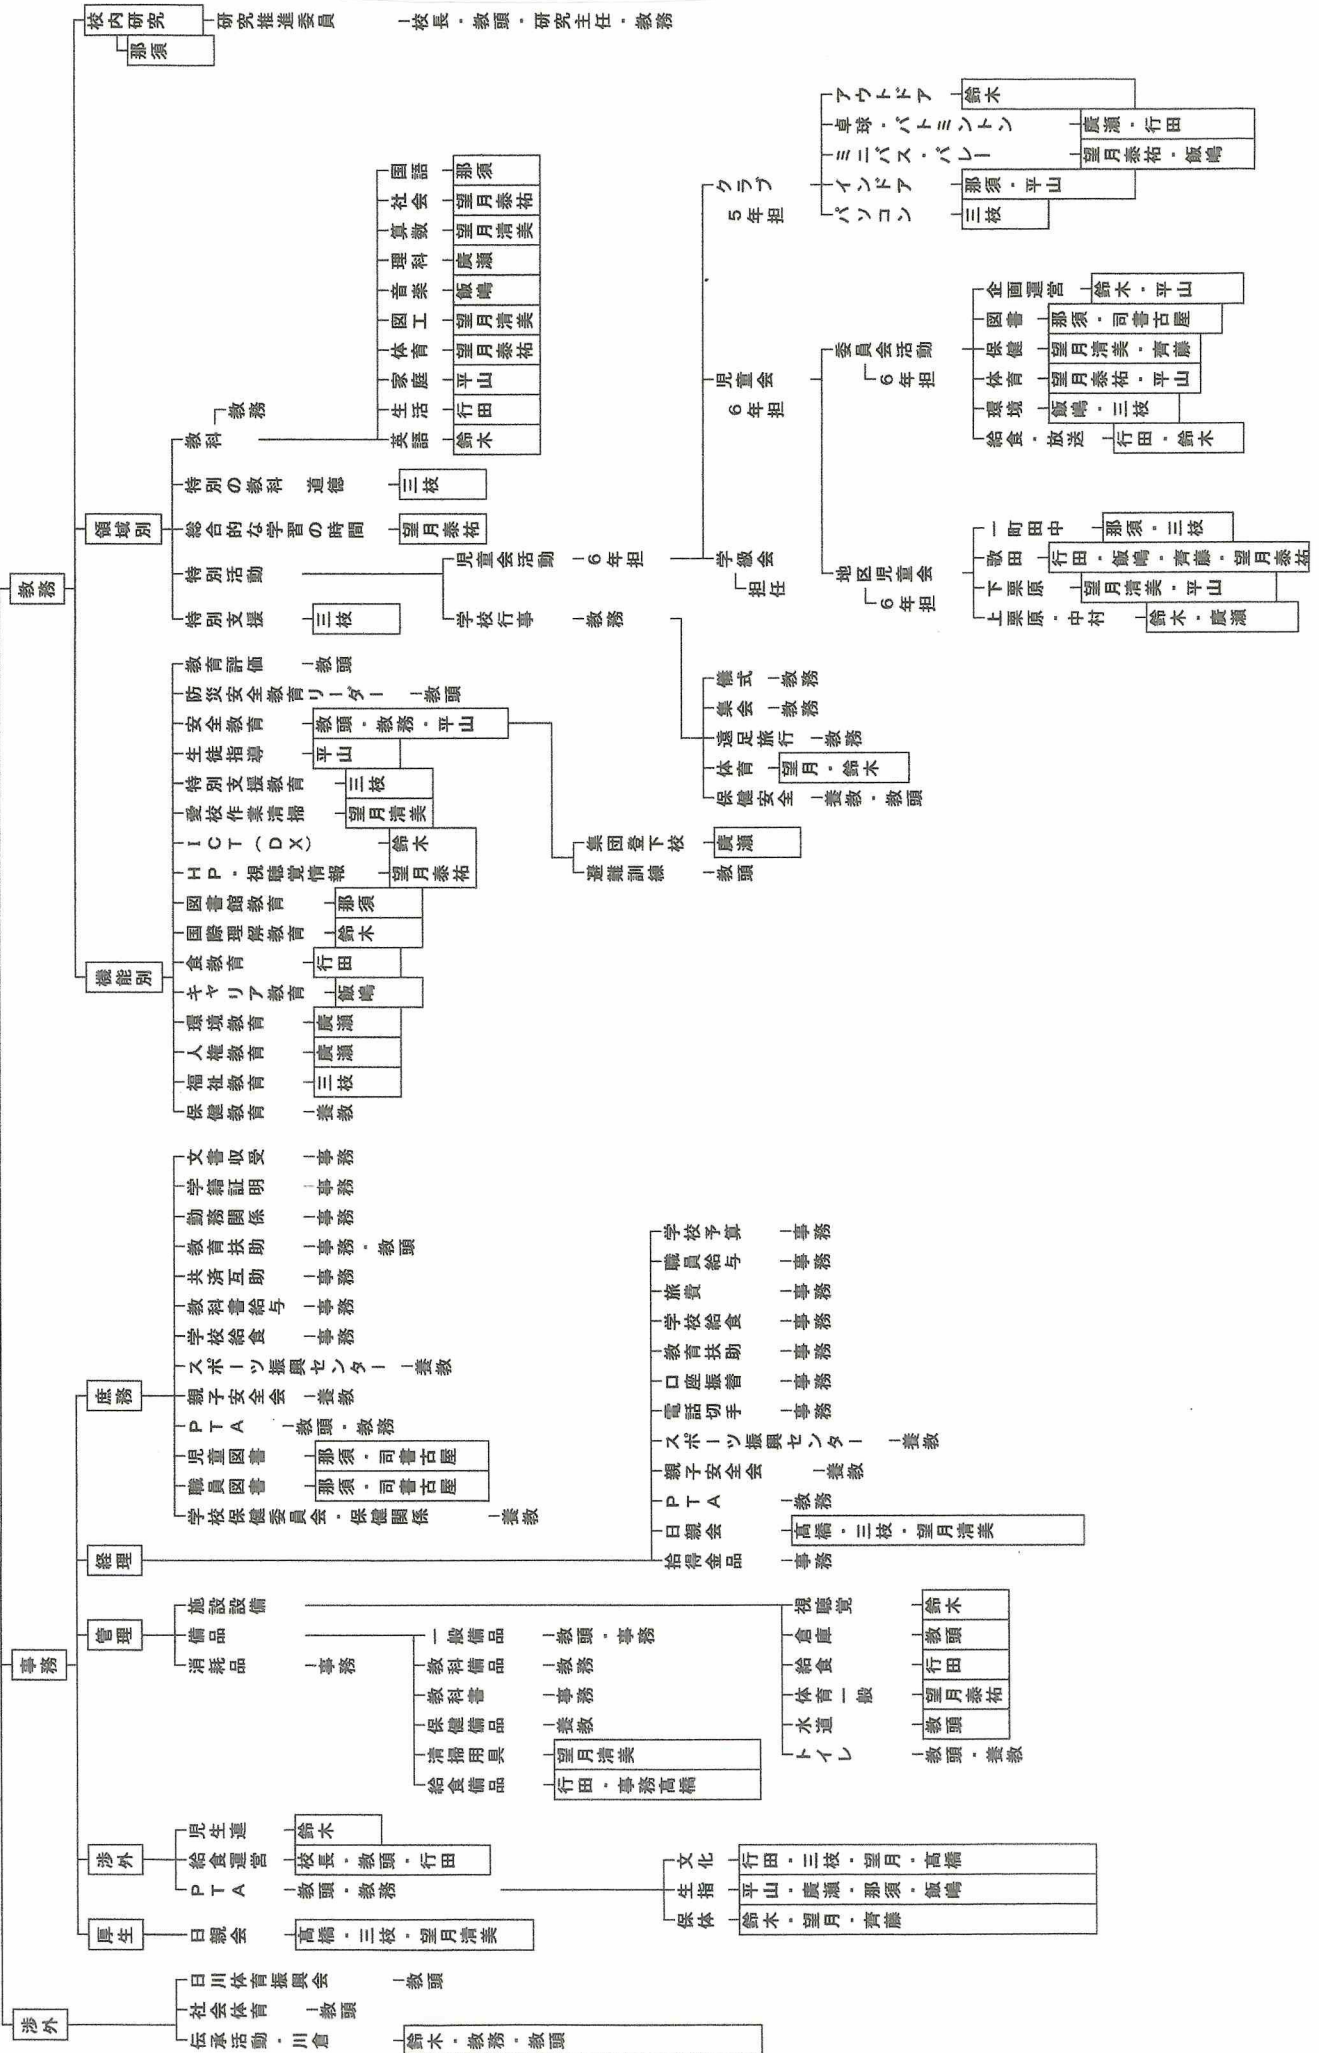 教務
校内研究
那須
研究推進委員
校長・教頭・研究主任・教務
領域別
教科
教務
国語 那須
社会 望月泰祐
算数 望月清美
理科 廣瀬
音楽 飯嶋
図工 望月清美
体育 望月泰祐
家庭 平山
生活 行田
英語 鈴木
特別の教科 道徳 三枝
総合的な学習の時間 望月泰祐
特別活動
児童会活動 6年担
クラブ
5年担
アウトドア 鈴木
卓球・バトミントン 廣瀬・行田
ミニバス・バレー 望月泰祐・飯嶋
インドア 那須・平山
パソコン 三枝
児童会
6年担
委員会活動
6年担
企画運営 鈴木・平山
図書 那須・司書古屋
保健 望月清美・齊藤
体育 望月泰祐・平山
環境 飯嶋・三枝
給食・放送 行田・鈴木
地区児童会
6年担
一町田中 那須・三枝
歌田 行田・飯嶋・齊藤・望月泰祐
下栗原 望月清美・平山
上栗原・中村 鈴木・廣瀬
学級会
担任
学校行事 教務
儀式 教務
集会 教務
遠足旅行 教務
体育 望月・鈴木
保健安全 養教・教頭
特別支援 三枝
機能別
教育評価 教頭
防災安全教育リーダー 教頭
安全教育 教頭・教務・平山
集団登下校 廣瀬
避難訓練 教頭
生徒指導 平山
特別支援教育 三枝
愛校作業清掃 望月清美
ICT(DX) 鈴木
HP・視聴覚情報 望月泰祐
図書館教育 那須
国際理解教育 鈴木
食教育 行田
キャリア教育 飯嶋
環境教育 廣瀬
人権教育 廣瀬
福祉教育 三枝
保健教育 養教
事務
庶務
文書収受 事務
学籍証明 事務
勤務関係 事務
教育扶助 事務・教頭
共済互助 事務
教科書給与 事務
学校給食 事務
スポーツ振興センター 養教
親子安全会 養教
PTA 教頭・教務
児童図書 那須・司書古屋
職員図書 那須・司書古屋
学校保健委員会・保健関係 養教
経理
学校予算 事務
職員給与 事務
旅費 事務
学校給食 事務
教育扶助 事務
口座振替 事務
電話切手 事務
スポーツ振興センター 養教
親子安全会 養教
PTA 教務
日親会 髙橋・三枝・望月清美
拾得金品 事務
管理
施設設備
視聴覚 鈴木
倉庫 教頭
給食 行田
体育一般 望月泰祐
水道 教頭
トイレ 教頭・養教
備品
一般備品 教頭・事務
教科備品 教務
教科書 事務
保健備品 養教
清掃用具 望月清美
給食備品 行田・事務髙橋
消耗品 事務
渉外
児生連 鈴木
給食運営 校長・教頭・行田
PTA 教頭・教務
文化 行田・三枝・望月・髙橋
生指 平山・廣瀬・那須・飯嶋
保体 鈴木・望月・齊藤
厚生
日親会 髙橋・三枝・望月清美
渉外
日川体育振興会 教頭
社会体育 教頭
伝承活動・川倉 鈴木・教務・教頭